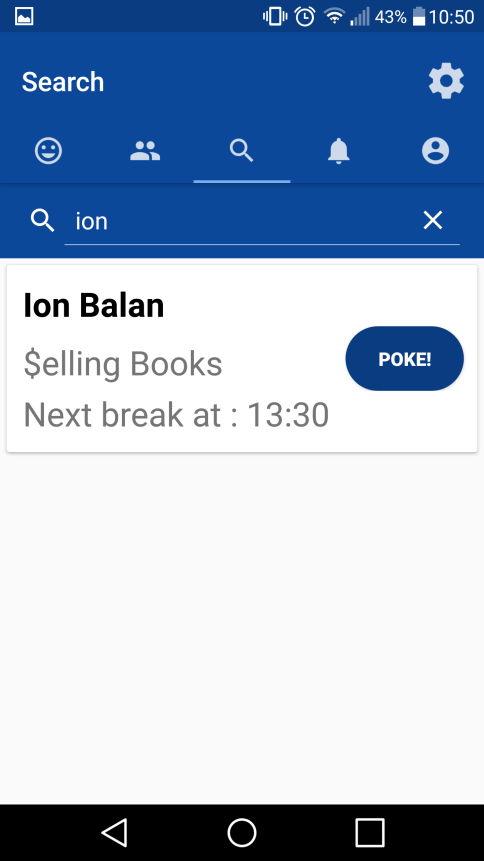 43% 10:50
Search
ion
Ion Balan
$elling Books
POKE!
Next break at : 13:30